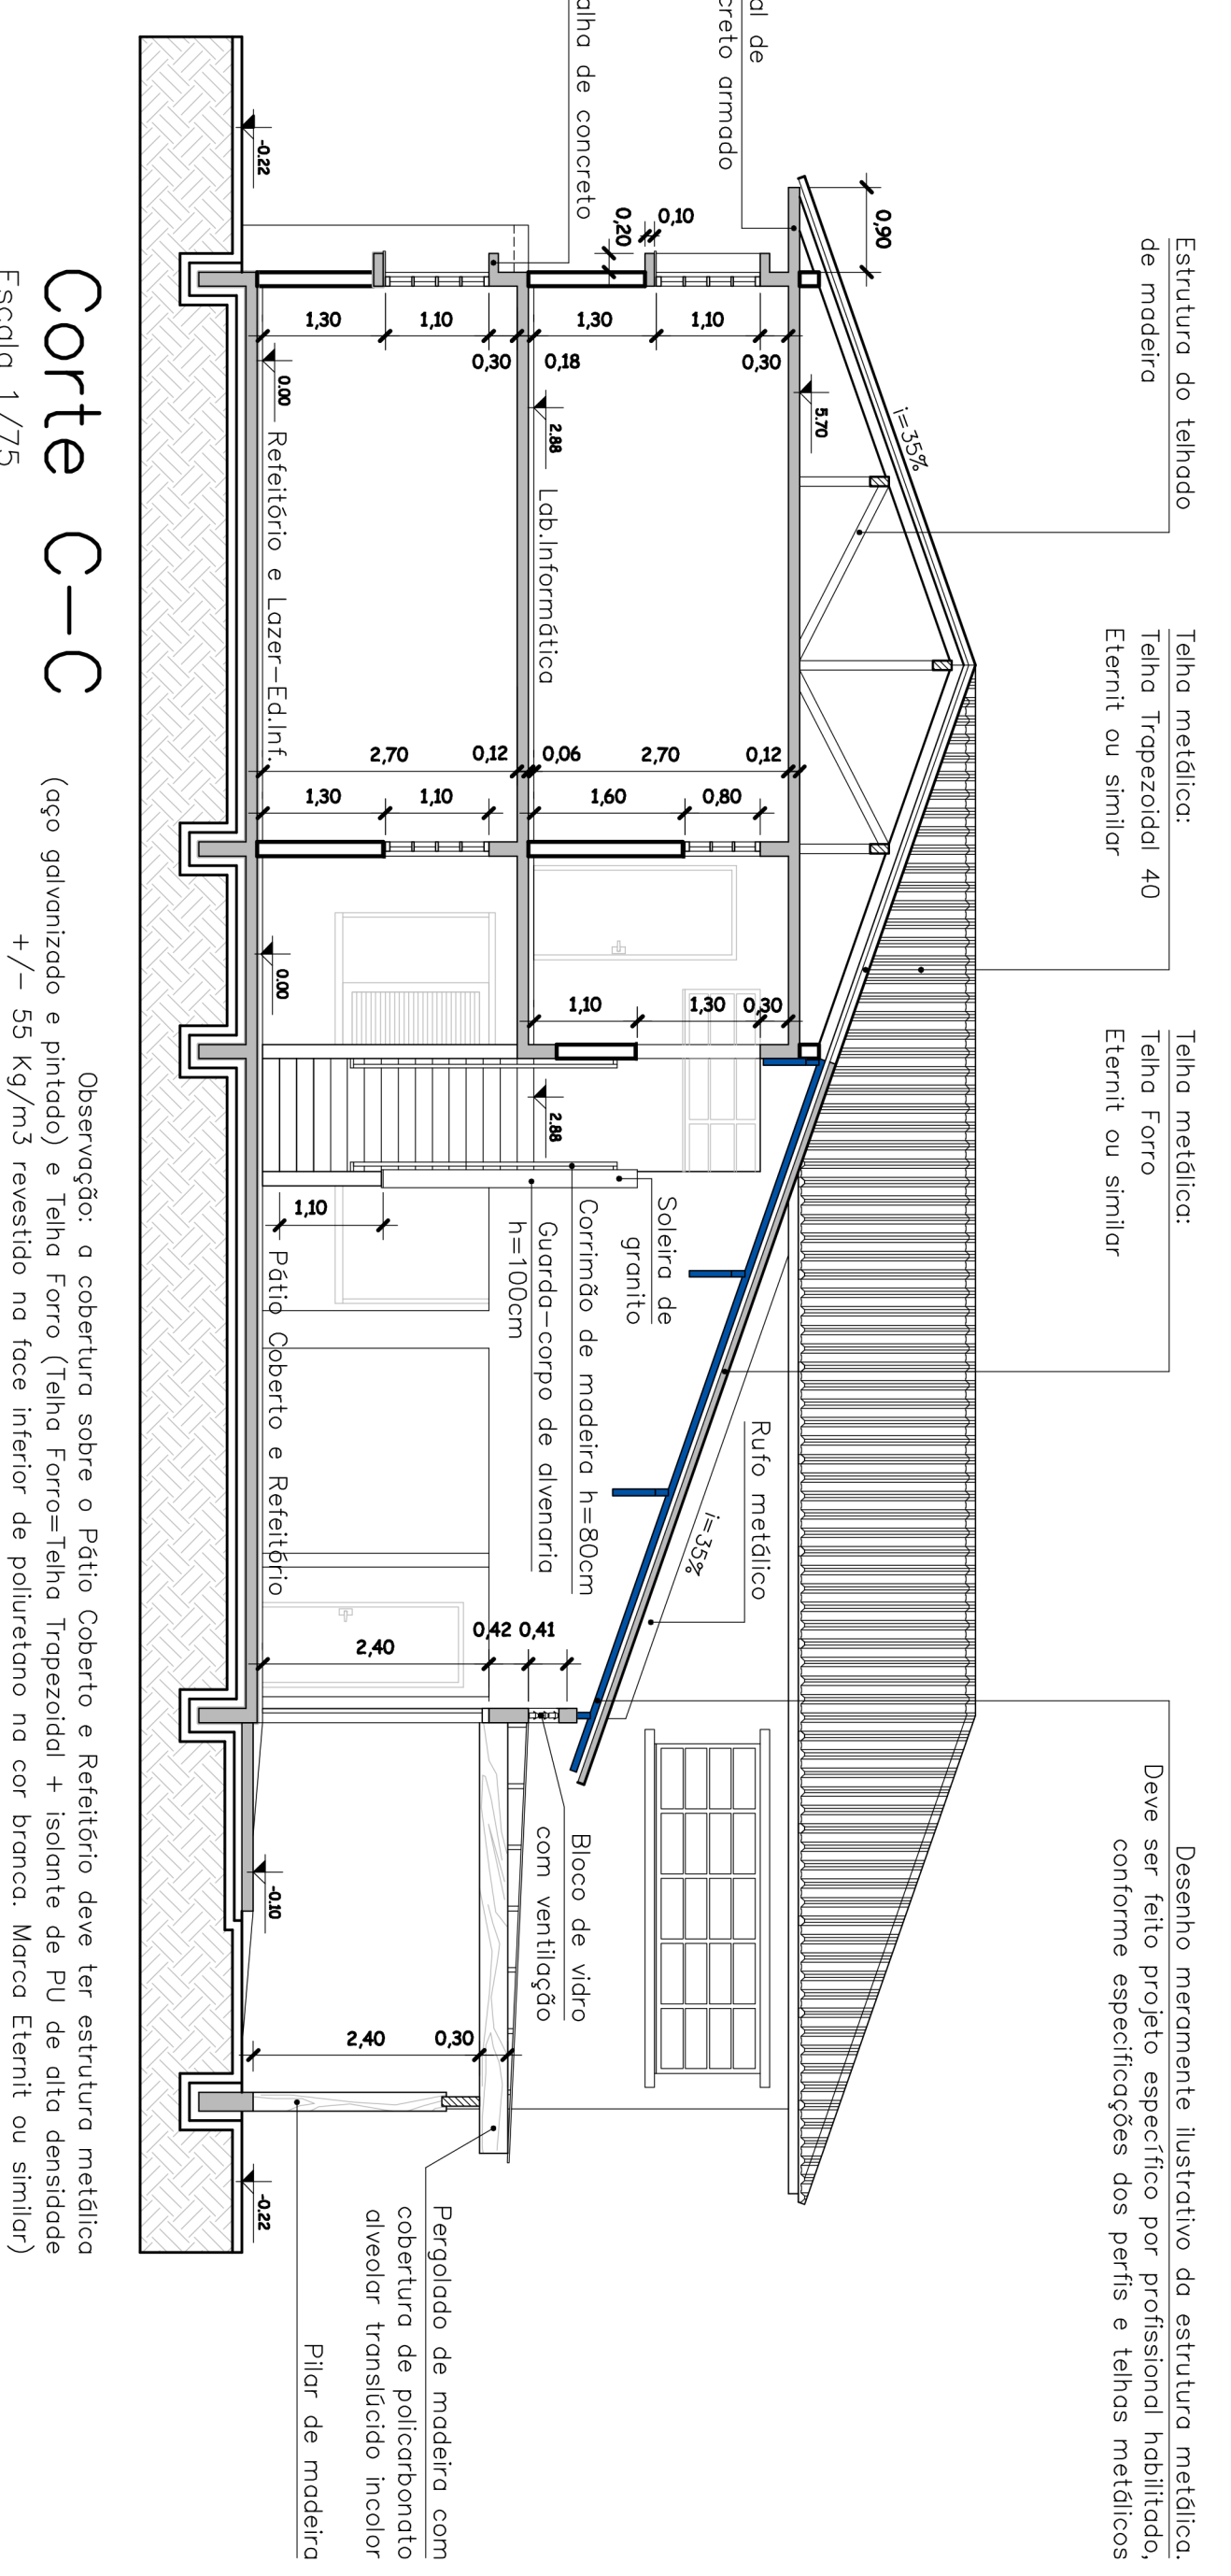 Estrutura do telhado
de madeira
Telha metálica:
Telha Trapezoidal 40
Eternit ou similar
Telha metálica:
Telha Forro
Eternit ou similar
Desenho meramente ilustrativo da estrutura metálica.
Deve ser feito projeto específico por profissional habilitado,
conforme especificações dos perfis e telhas metálicos
0,90
i=35%
al de
creto armado
5.70
Rufo metálico
i=35%
alha de concreto
0,10
0,20
1,30
1,10
0,30
0,18
1,30
1,10
0,30
2.88
Lab.Informática
0.00
Refeitório e Lazer-Ed.Inf.
2,70
0,12
0,06
2,70
0,12
1,30
1,10
1,60
0,80
0.00
1,10
1,30
0,30
2.88
Soleira de
granito
Corrimão de madeira h=80cm
Guarda-corpo de alvenaria
h=100cm
1,10
Pátio Coberto e Refeitório
2,40
0,42
0,41
Bloco de vidro
com ventilação
2,40
0,30
Pergolado de madeira com
cobertura de policarbonato
alveolar translúcido incolor
Pilar de madeira
-0.22
-0.10
-0.22
Corte C-C
Escala 1/75
Observação: a cobertura sobre o Pátio Coberto e Refeitório deve ter estrutura metálica
(aço galvanizado e pintado) e Telha Forro (Telha Forro=Telha Trapezoidal + isolante de PU de alta densidade
+/- 55 Kg/m3 revestido na face inferior de poliuretano na cor branca. Marca Eternit ou similar)